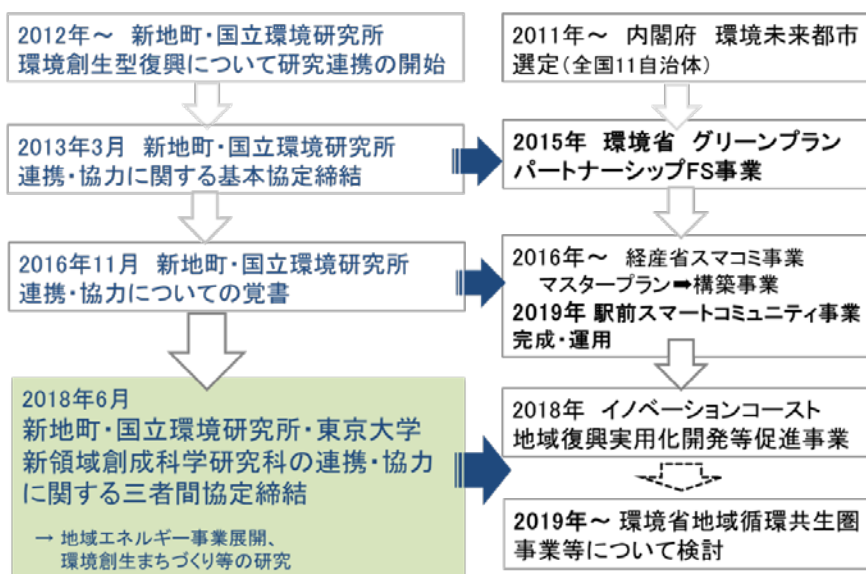 2012年～ 新地町・国立環境研究所
環境創生型復興について研究連携の開始
2013年3月 新地町・国立環境研究所
連携・協力に関する基本協定締結
2016年11月 新地町・国立環境研究所
連携・協力についての覚書
2018年6月
新地町・国立環境研究所・東京大学
新領域創成科学研究科の連携・協力
に関する三者間協定締結
→ 地域エネルギー事業展開、
環境創生まちづくり等の研究
2011年～ 内閣府 環境未来都市
選定（全国11自治体）
2015年 環境省 グリーンプラン
パートナーシップFS事業
2016年～ 経産省スマコミ事業
マスタープラン➡構築事業
2019年 駅前スマートコミュニティ事業
完成・運用
2018年 イノベーションコースト
地域復興実用化開発等促進事業
2019年～環境省地域循環共生圏
事業等について検討